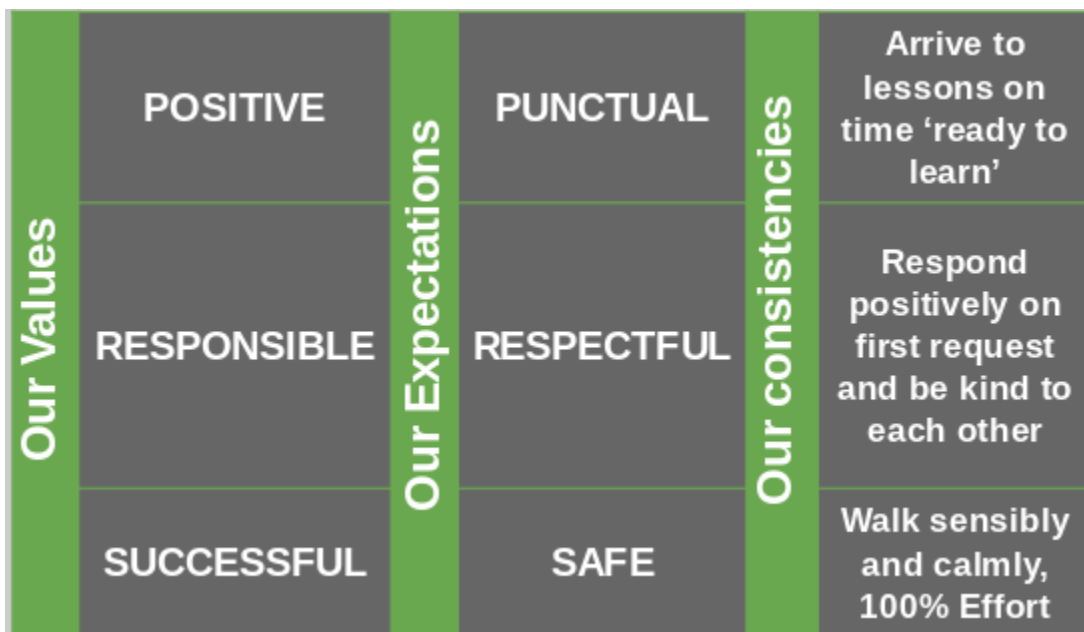 Our Values
POSITIVE
RESPONSIBLE
SUCCESSFUL
Our Expectations
PUNCTUAL
RESPECTFUL
SAFE
Our consistencies
Arrive to
lessons on
time ‘ready to
learn’
Respond
positively on
first request
and be kind to
each other
Walk sensibly
and calmly,
100% Effort